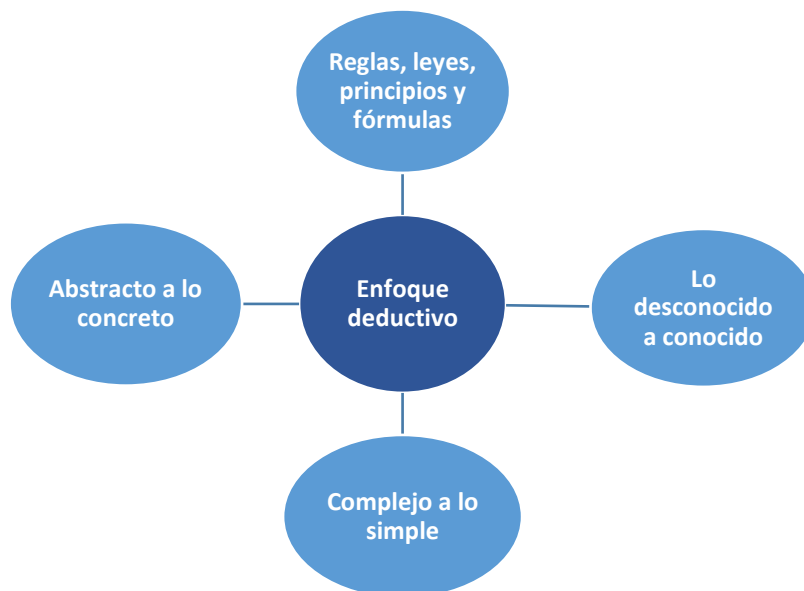 Reglas, leyes,
principios y
fórmulas
Abstracto a lo
concreto
Enfoque
deductivo
Lo
desconocido
a conocido
Complejo a lo
simple